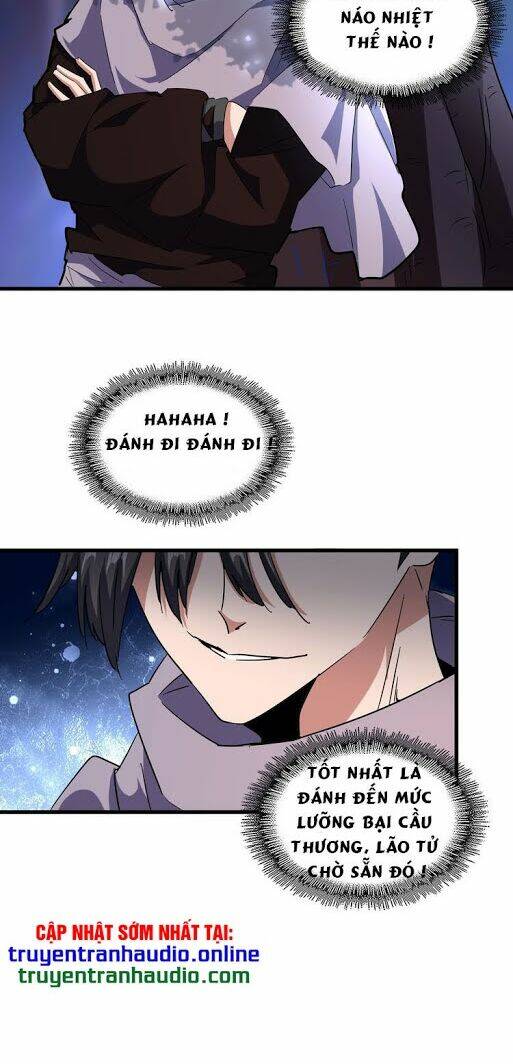 NÁO NHIỆT
THẾ NÀO !
HAHAHA !
ĐÁNH ĐI ĐÁNH ĐI !
TỐT NHẤT LÀ
ĐÁNH ĐẾN MỨC
LƯỠNG BẠI CẦU
THƯƠNG, LÃO TỬ
CHỜ SẴN ĐÓ !
CẬP NHẬT SỚM NHẤT TẠI:
truyentranhaudio.online
truyentranhaudio.com